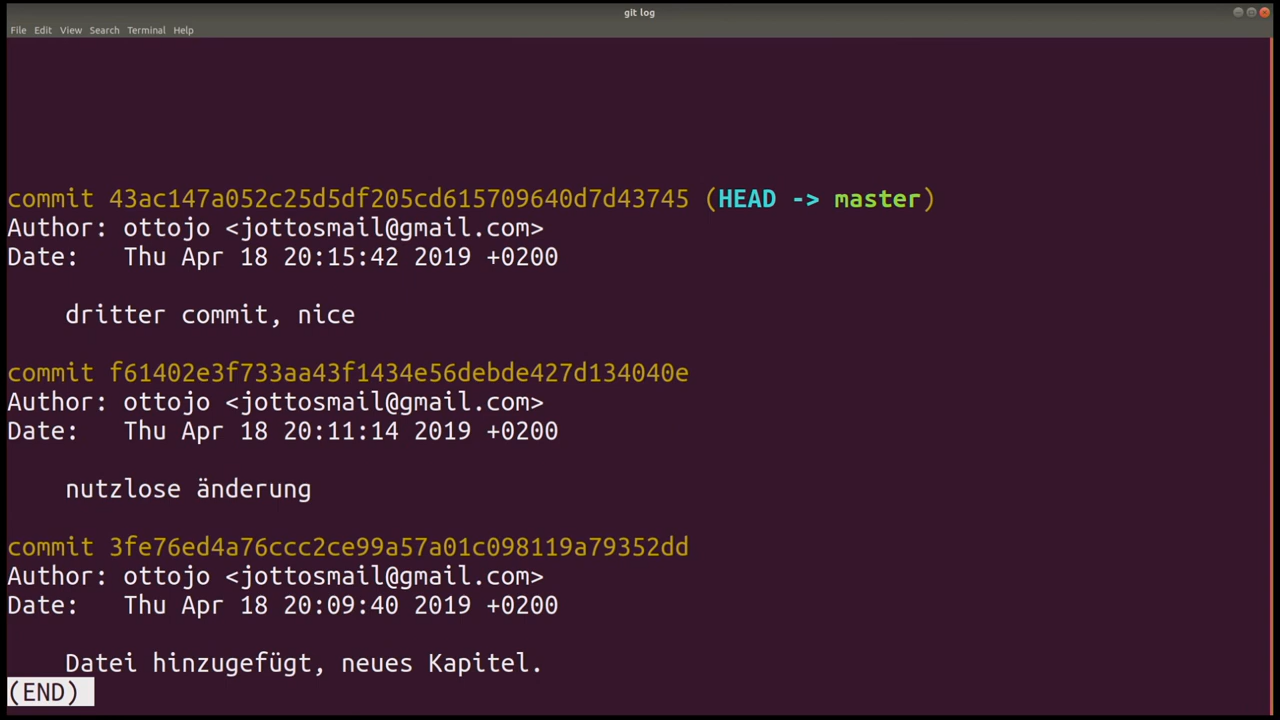 git log
File Edit View Search Terminal Help
commit 43ac147a052c25d5df205cd615709640d7d43745 (HEAD -> master)
Author: ottojo <jottosmail@gmail.com>
Date:   Thu Apr 18 20:15:42 2019 +0200
dritter commit, nice
commit f61402e3f733aa43f1434e56debde427d134040e
Author: ottojo <jottosmail@gmail.com>
Date:   Thu Apr 18 20:11:14 2019 +0200
nutzlose änderung
commit 3fe76ed4a76ccc2ce99a57a01c098119a79352dd
Author: ottojo <jottosmail@gmail.com>
Date:   Thu Apr 18 20:09:40 2019 +0200
Datei hinzugefügt, neues Kapitel.
(END)